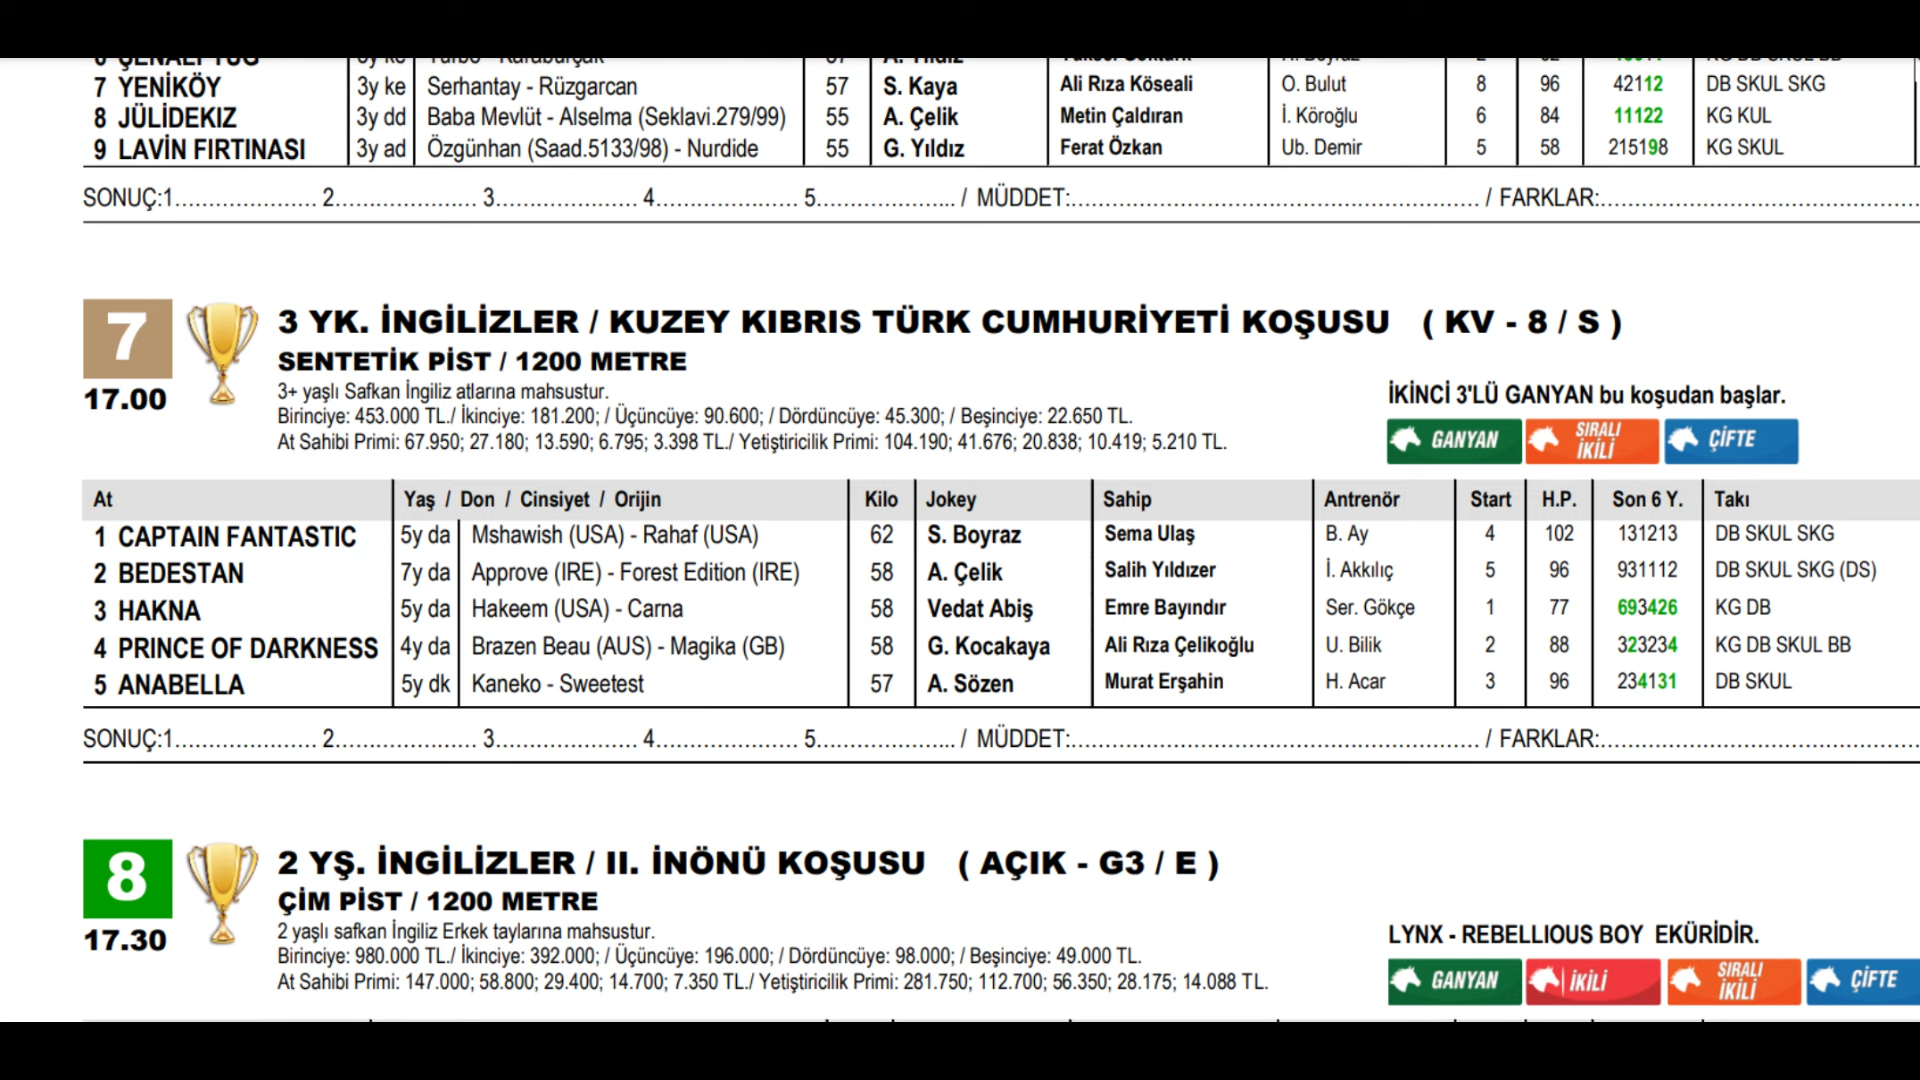 7 YENİKÖY 3y ke Serhantay - Rüzgarcan 57 S. Kaya Ali Rıza Köseali O. Bulut 8 96 42112 DB SKUL SKG
8 JÜLİDEKIZ 3y dd Baba Mevlüt - Alselma (Seklavi.279/99) 55 A. Çelik Metin Çaldıran İ. Köroğlu 6 84 11122 KG KUL
9 LAVİN FIRTINASI 3y ad Özgünhan (Saad.5133/98) - Nurdide 55 G. Yıldız Ferat Özkan Ub. Demir 5 58 215198 KG SKUL
SONUÇ:1..................... 2..................... 3..................... 4..................... 5..................... / MÜDDET:............................................................. / FARKLAR:................................................
7
17.00
3 YK. İNGİLİZLER / KUZEY KIBRIS TÜRK CUMHURİYETİ KOŞUSU ( KV - 8 / S )
SENTETİK PİST / 1200 METRE
3+ yaşlı Safkan İngiliz atlarına mahsustur.
Birinciye: 453.000 TL./ İkinciye: 181.200; / Üçüncüye: 90.600; / Dördüncüye: 45.300; / Beşinciye: 22.650 TL.
At Sahibi Primi: 67.950; 27.180; 13.590; 6.795; 3.398 TL./ Yetiştiricilik Primi: 104.190; 41.676; 20.838; 10.419; 5.210 TL.
İKİNCİ 3'LÜ GANYAN bu koşudan başlar.
GANYAN SIRALI İKİLİ ÇİFTE
At Yaş / Don / Cinsiyet / Orijin Kilo Jokey Sahip Antrenör Start H.P. Son 6 Y. Takı
1 CAPTAIN FANTASTIC 5y da Mshawish (USA) - Rahaf (USA) 62 S. Boyraz Sema Ulaş B. Ay 4 102 131213 DB SKUL SKG
2 BEDESTAN 7y da Approve (IRE) - Forest Edition (IRE) 58 A. Çelik Salih Yıldızer İ. Akkılıç 5 96 931112 DB SKUL SKG (DS)
3 HAKNA 5y da Hakeem (USA) - Carna 58 Vedat Abiş Emre Bayındır Ser. Gökçe 1 77 693426 KG DB
4 PRINCE OF DARKNESS 4y da Brazen Beau (AUS) - Magika (GB) 58 G. Kocakaya Ali Rıza Çelikoğlu U. Bilik 2 88 323234 KG DB SKUL BB
5 ANABELLA 5y dk Kaneko - Sweetest 57 A. Sözen Murat Erşahin H. Acar 3 96 234131 DB SKUL
SONUÇ:1..................... 2..................... 3..................... 4..................... 5..................... / MÜDDET:............................................................. / FARKLAR:................................................
8
17.30
2 YŞ. İNGİLİZLER / II. İNÖNÜ KOŞUSU ( AÇIK - G3 / E )
ÇİM PİST / 1200 METRE
2 yaşlı safkan İngiliz Erkek taylarına mahsustur.
Birinciye: 980.000 TL./ İkinciye: 392.000; / Üçüncüye: 196.000; / Dördüncüye: 98.000; / Beşinciye: 49.000 TL.
At Sahibi Primi: 147.000; 58.800; 29.400; 14.700; 7.350 TL./ Yetiştiricilik Primi: 281.750; 112.700; 56.350; 28.175; 14.088 TL.
LYNX - REBELLIOUS BOY EKÜRİDİR.
GANYAN İKİLİ SIRALI İKİLİ ÇİFTE